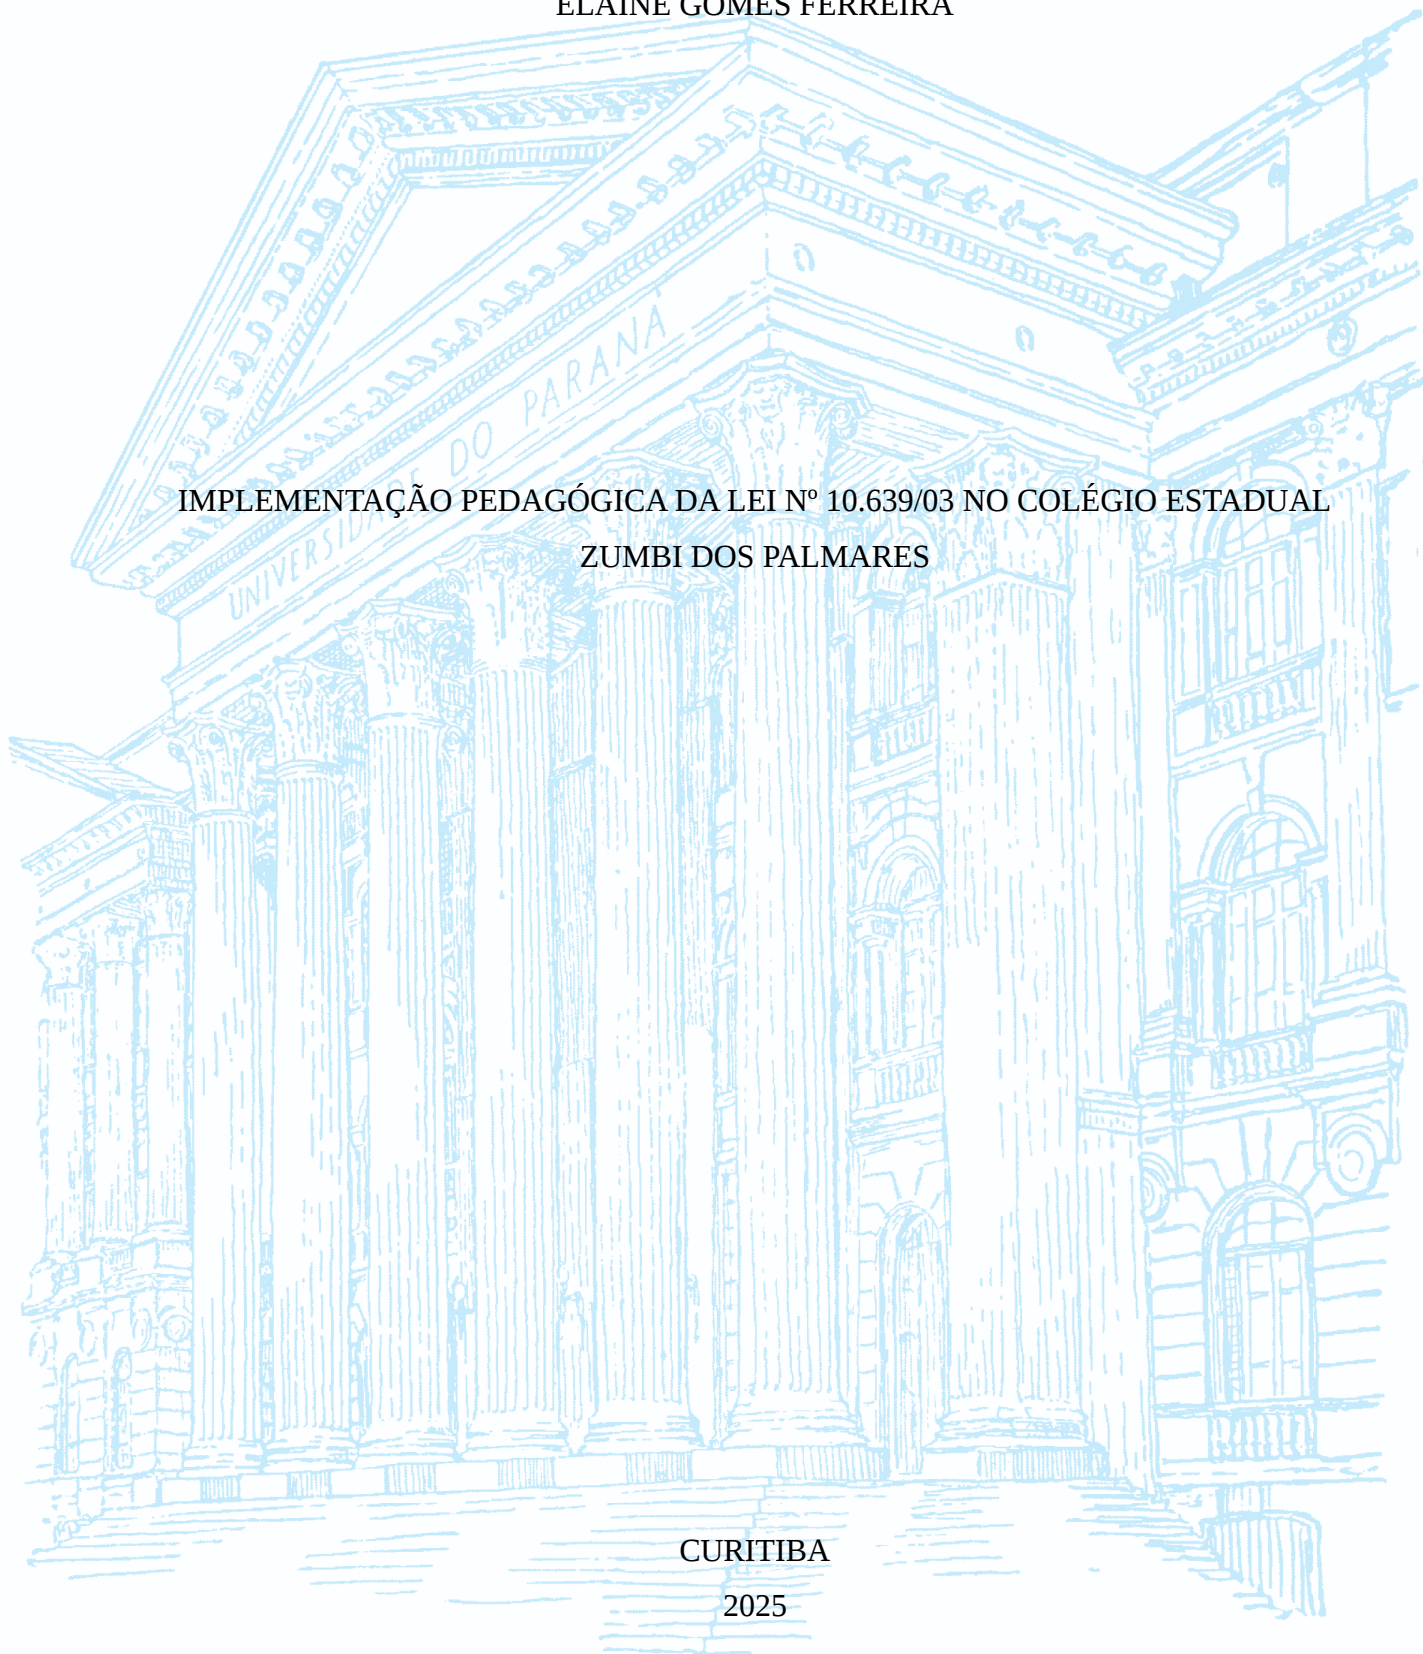 ELAINE GOMES FERREIRA
UNIVERSIDADE DO PARANÁ
IMPLEMENTAÇÃO PEDAGÓGICA DA LEI Nº 10.639/03 NO COLÉGIO ESTADUAL
ZUMBI DOS PALMARES
CURITIBA
2025